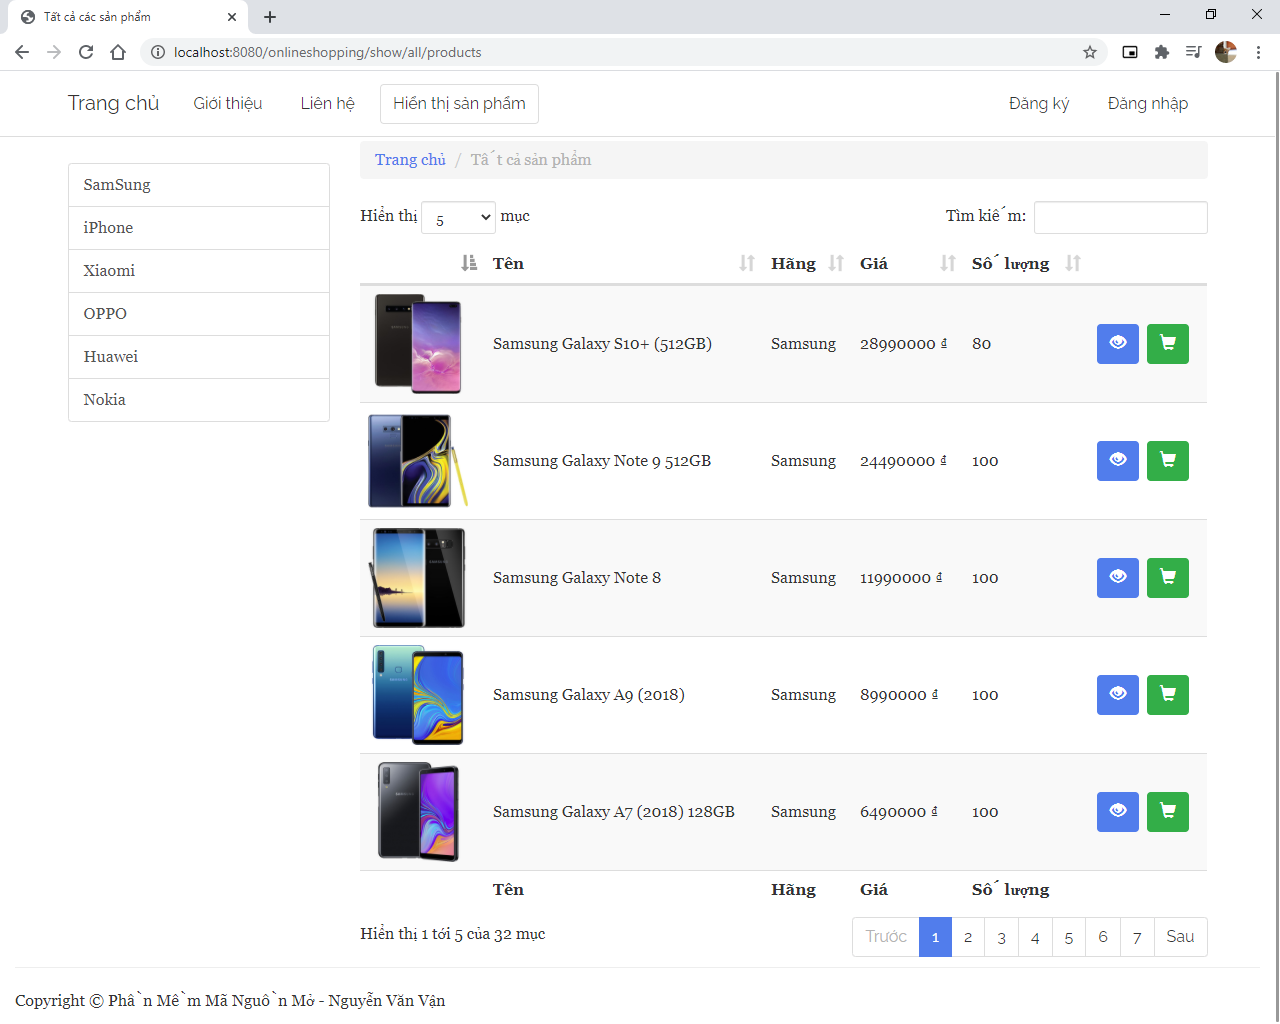 Tất cả các sản phẩm
localhost:8080/onlineshopping/show/all/products
Trang chủ Giới thiệu Liên hệ Hiển thị sản phẩm Đăng ký Đăng nhập
Trang chủ / Tất cả sản phẩm
SamSung
iPhone
Xiaomi
OPPO
Huawei
Nokia
Hiển thị 5 mục Tìm kiếm:
Tên Hãng Giá Số lượng
Samsung Galaxy S10+ (512GB) Samsung 28990000 ₫ 80
Samsung Galaxy Note 9 512GB Samsung 24490000 ₫ 100
Samsung Galaxy Note 8 Samsung 11990000 ₫ 100
Samsung Galaxy A9 (2018) Samsung 8990000 ₫ 100
Samsung Galaxy A7 (2018) 128GB Samsung 6490000 ₫ 100
Tên Hãng Giá Số lượng
Hiển thị 1 tới 5 của 32 mục Trước 1 2 3 4 5 6 7 Sau
Copyright © Phần Mềm Mã Nguồn Mở - Nguyễn Văn Vận